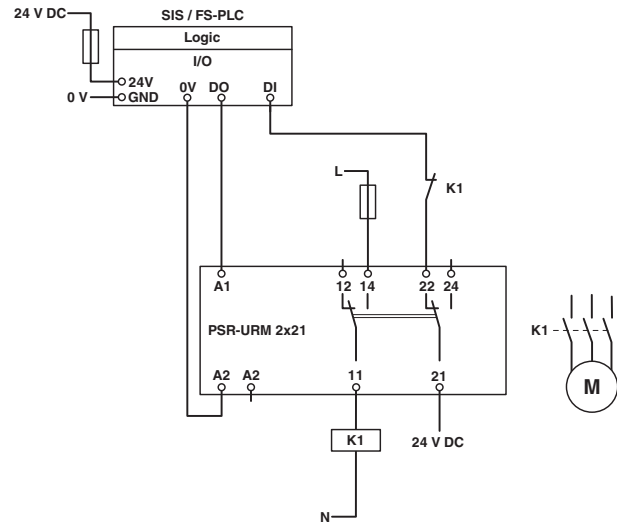 24 V DC
SIS / FS-PLC
Logic
I/O
24V
0V DO DI
0 V GND
L
K1
A1 12 14 22 24
PSR-URM 2x21
K1
M
A2 A2 11 21
K1
24 V DC
N